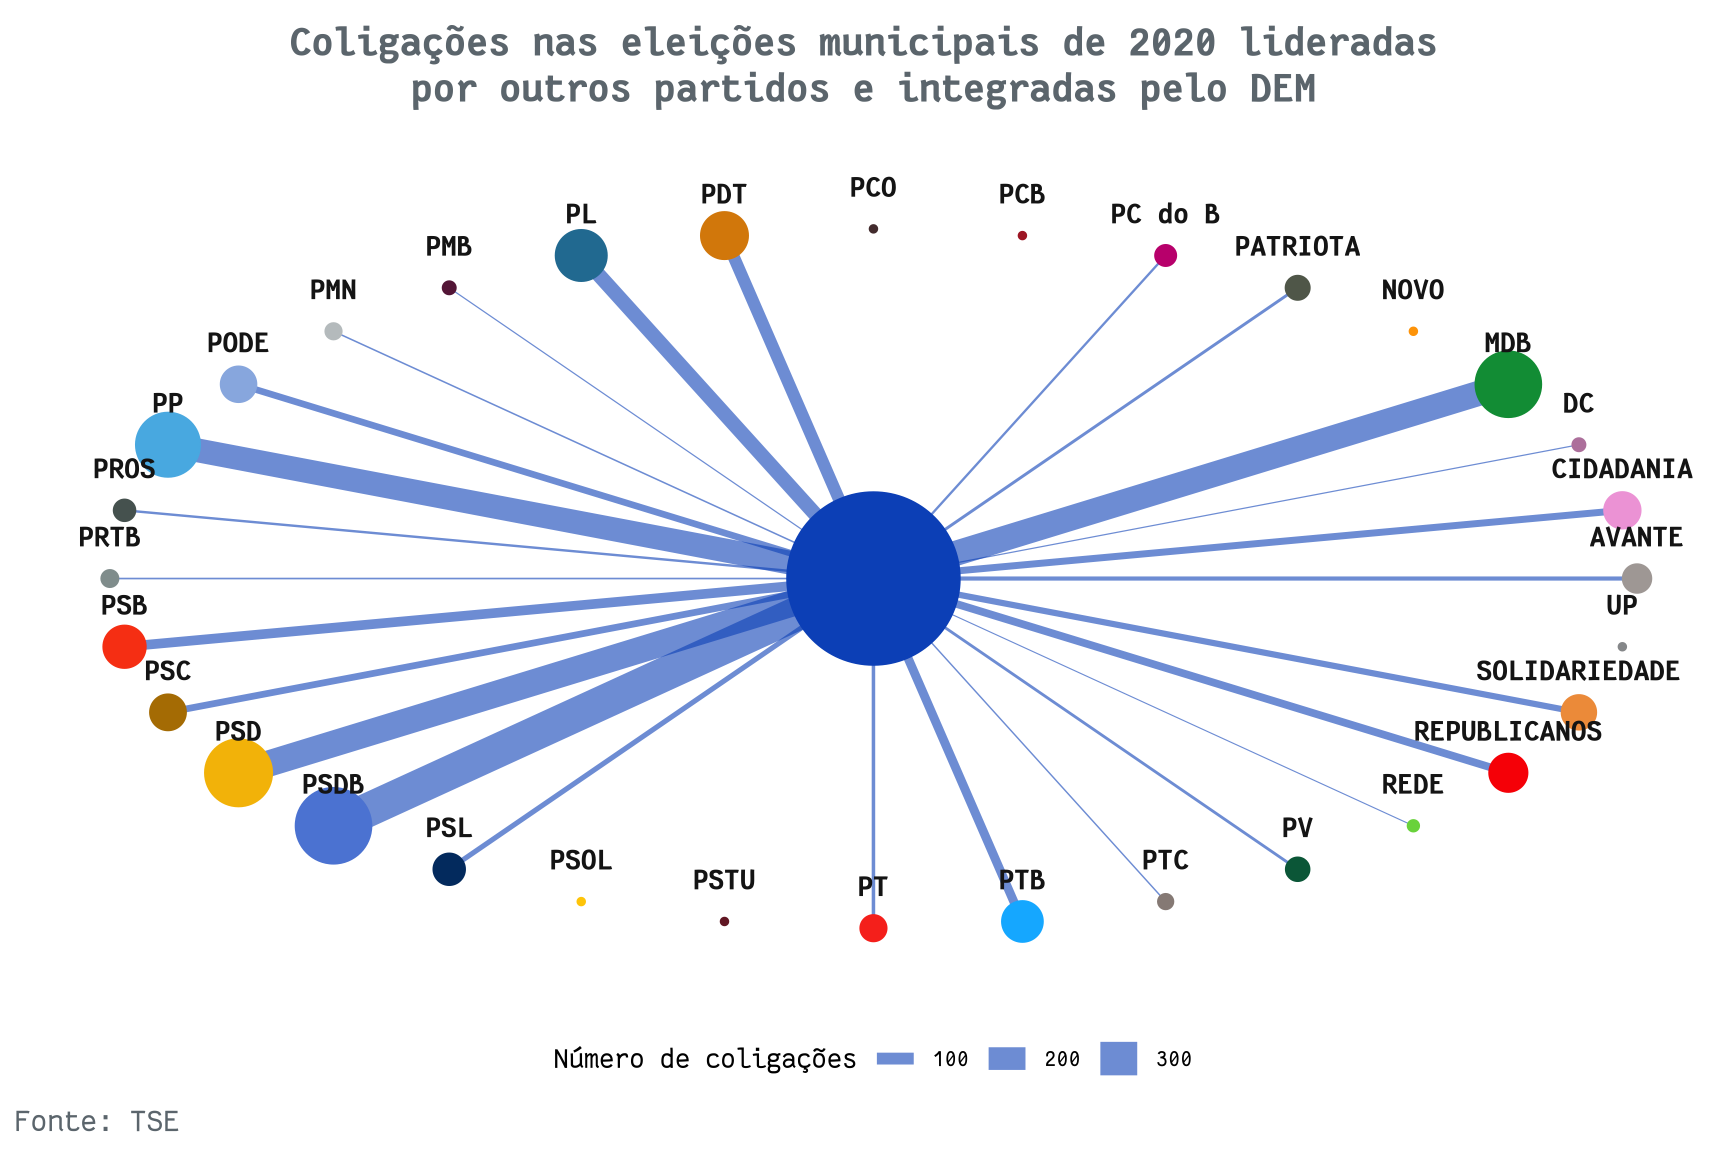 Coligações nas eleições municipais de 2020 lideradas
por outros partidos e integradas pelo DEM
PCO
PDT
PCB
PL
PC do B
PMB
PATRIOTA
PMN
NOVO
PODE
MDB
PP
DC
PROS
CIDADANIA
PRTB
AVANTE
PSB
UP
PSC
SOLIDARIEDADE
PSD
REPUBLICANOS
PSDB
REDE
PSL
PV
PSOL
PTC
PSTU
PT
PTB
Número de coligações 100 200 300
Fonte: TSE